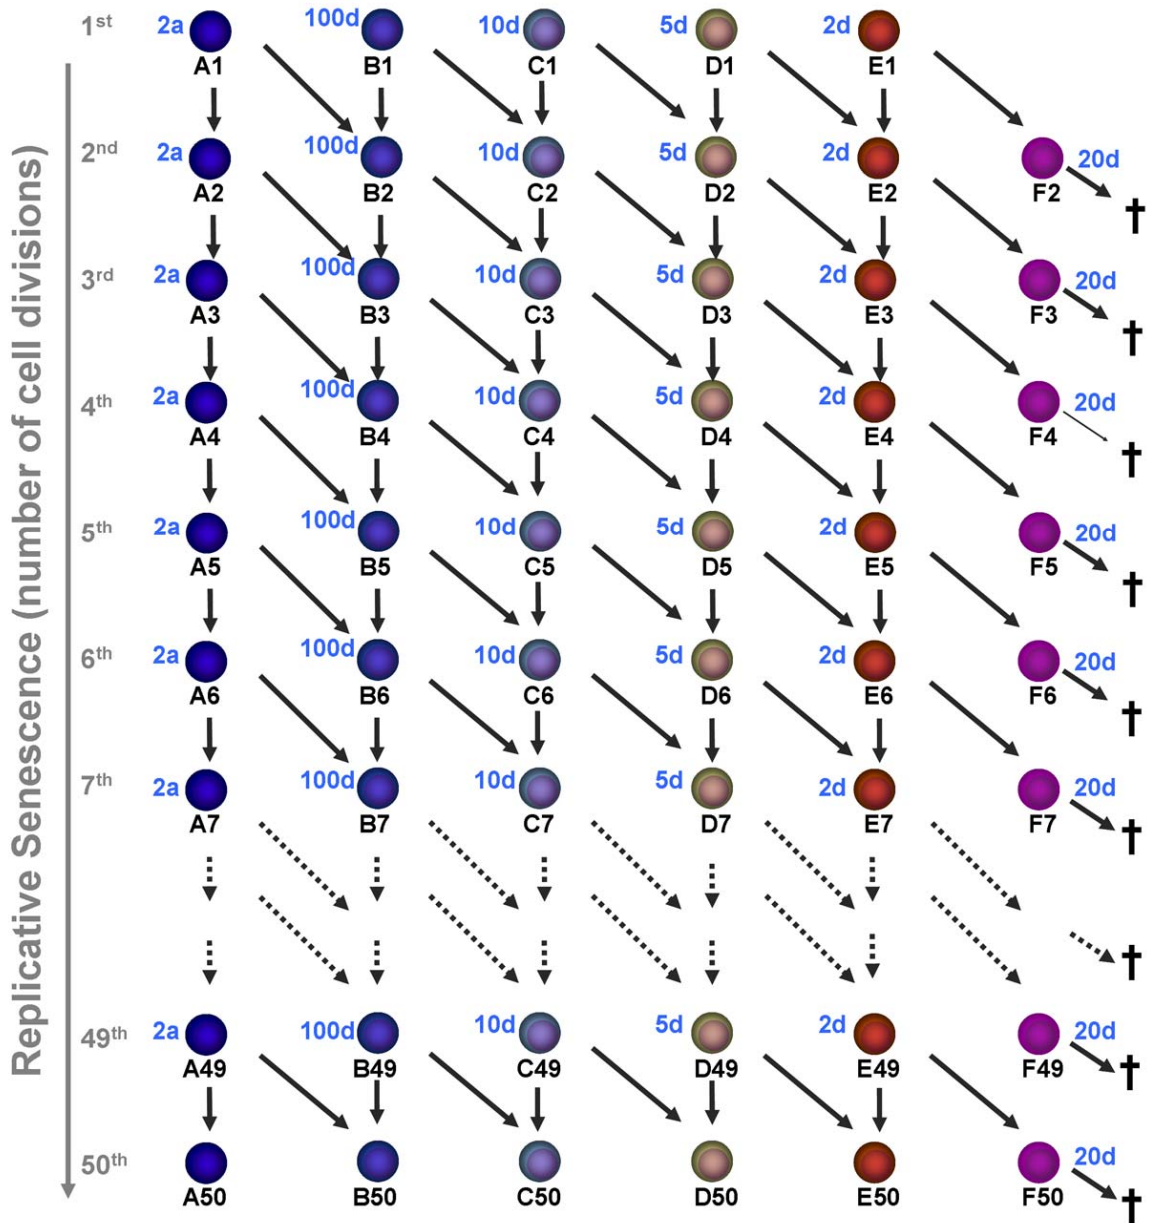 Replicative Senescence (number of cell divisions)
1st 2a 100d 10d 5d 2d
A1 B1 C1 D1 E1
2nd 2a 100d 10d 5d 2d 20d
A2 B2 C2 D2 E2 F2
†
3rd 2a 100d 10d 5d 2d 20d
A3 B3 C3 D3 E3 F3
†
4th 2a 100d 10d 5d 2d 20d
A4 B4 C4 D4 E4 F4
†
5th 2a 100d 10d 5d 2d 20d
A5 B5 C5 D5 E5 F5
†
6th 2a 100d 10d 5d 2d 20d
A6 B6 C6 D6 E6 F6
†
7th 2a 100d 10d 5d 2d 20d
A7 B7 C7 D7 E7 F7
†
†
49th 2a 100d 10d 5d 2d 20d
A49 B49 C49 D49 E49 F49
†
50th 20d
A50 B50 C50 D50 E50 F50
†